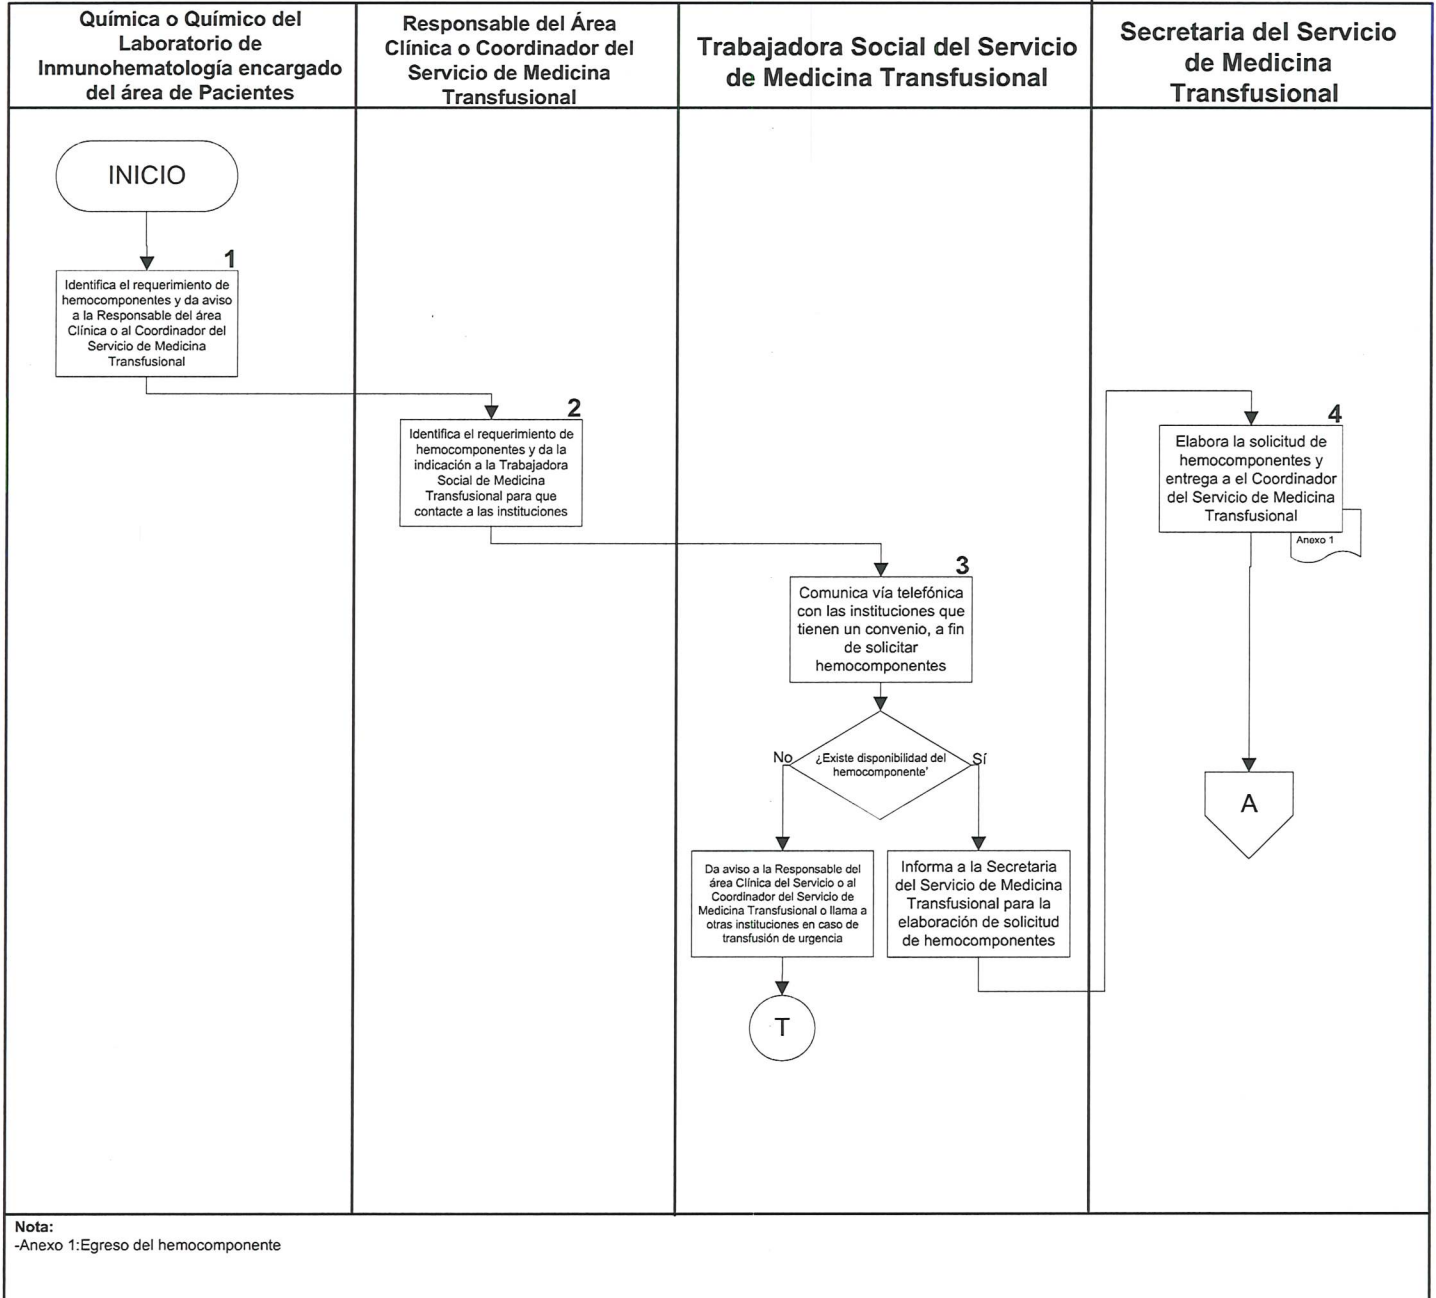 Química o Químico del
Laboratorio de
Inmunohematología encargado
del área de Pacientes
Responsable del Área
Clínica o Coordinador del
Servicio de Medicina
Transfusional
Trabajadora Social del Servicio
de Medicina Transfusional
Secretaria del Servicio
de Medicina
Transfusional
INICIO
1
Identifica el requerimiento de
hemocomponentes y da aviso
a la Responsable del área
Clínica o al Coordinador del
Servicio de Medicina
Transfusional
2
Identifica el requerimiento de
hemocomponentes y da la
indicación a la Trabajadora
Social de Medicina
Transfusional para que
contacte a las instituciones
3
Comunica vía telefónica
con las instituciones que
tienen un convenio, a fin
de solicitar
hemocomponentes
¿Existe disponibilidad del
hemocomponente'
No
Sí
Da aviso a la Responsable del
área Clínica del Servicio o al
Coordinador del Servicio de
Medicina Transfusional o llama a
otras instituciones en caso de
transfusión de urgencia
T
Informa a la Secretaria
del Servicio de Medicina
Transfusional para la
elaboración de solicitud
de hemocomponentes
4
Elabora la solicitud de
hemocomponentes y
entrega a el Coordinador
del Servicio de Medicina
Transfusional
Anexo 1
A
Nota:
-Anexo 1:Egreso del hemocomponente